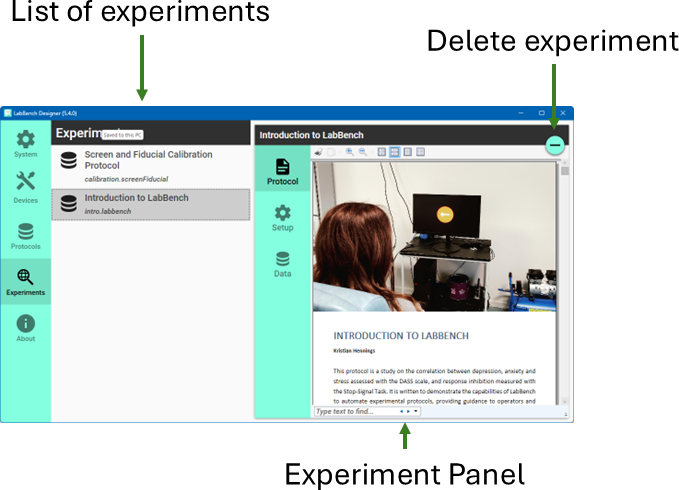 List of experiments
Delete experiment
LabBench Designer (5.4.0)
System
Devices
Protocols
Experiments
About
Saved to this PC
Screen and Fiducial Calibration
Protocol
calibration.screenFiducial
Introduction to LabBench
intro.labbench
Introduction to LabBench
Protocol
Setup
Data
INTRODUCTION TO LABBENCH
Kristian Hennings
This protocol is a study on the correlation between depression, anxiety and
stress assessed with the DASS scale, and response inhibition measured with
the Stop-Signal Task. It is written to demonstrate the capabilities of LabBench
to automate experimental protocols, providing guidance to operators and
Type text to find...
Experiment Panel